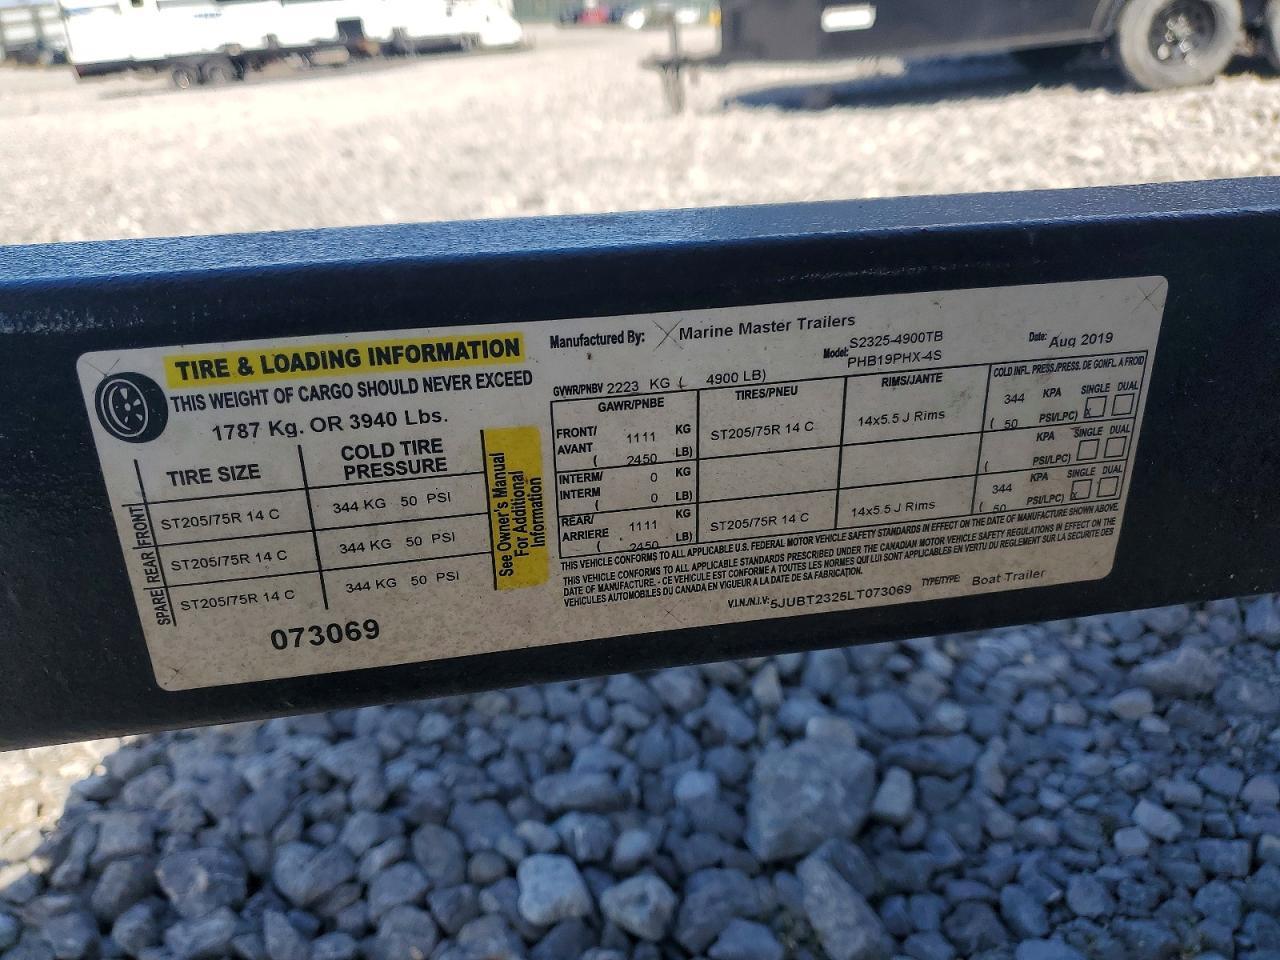 TIRE & LOADING INFORMATION
THIS WEIGHT OF CARGO SHOULD NEVER EXCEED
1787 Kg. OR 3940 Lbs.
TIRE SIZE
COLD TIRE PRESSURE
FRONT ST205/75R 14 C 344 KG 50 PSI
REAR ST205/75R 14 C 344 KG 50 PSI
SPARE ST205/75R 14 C 344 KG 50 PSI
See Owner's Manual
For Additional
Information
073069
Manufactured By: Marine Master Trailers
Model: S2325-4900TB
PHB19PHX-4S
Date: Aug 2019
GVWR/PNBV 2223 KG ( 4900 LB)
GAWR/PNBE TIRES/PNEU RIMS/JANTE COLD INFL. PRESS./PRESS. DE GONFL. A FROID
FRONT/ 1111 KG ST205/75R 14 C 14x5.5 J Rims 344 KPA SINGLE DUAL
AVANT ( 2450 LB) ( 50 PSI/LPC) X
INTERM/ 0 KG KPA SINGLE DUAL
INTERM ( 0 LB) ( PSI/LPC)
REAR/ 1111 KG ST205/75R 14 C 14x5.5 J Rims 344 KPA SINGLE DUAL
ARRIERE ( 2450 LB) ( 50 PSI/LPC) X
THIS VEHICLE CONFORMS TO ALL APPLICABLE U.S. FEDERAL MOTOR VEHICLE SAFETY STANDARDS IN EFFECT ON THE DATE OF MANUFACTURE SHOWN ABOVE.
THIS VEHICLE CONFORMS TO ALL APPLICABLE STANDARDS PRESCRIBED UNDER THE CANADIAN MOTOR VEHICLE SAFETY REGULATIONS IN EFFECT ON THE
DATE OF MANUFACTURE. - CE VEHICULE EST CONFORME A TOUTES LES NORMES QUI LUI SONT APPLICABLES EN VERTU DU REGLEMENT SUR LA SECURITE DES
VEHICULES AUTOMOBILES DU CANADA EN VIGUEUR A LA DATE DE SA FABRICATION.
V.I.N./N.I.V: 5JUBT2325LT073069 TYPE/TYPE: Boat Trailer